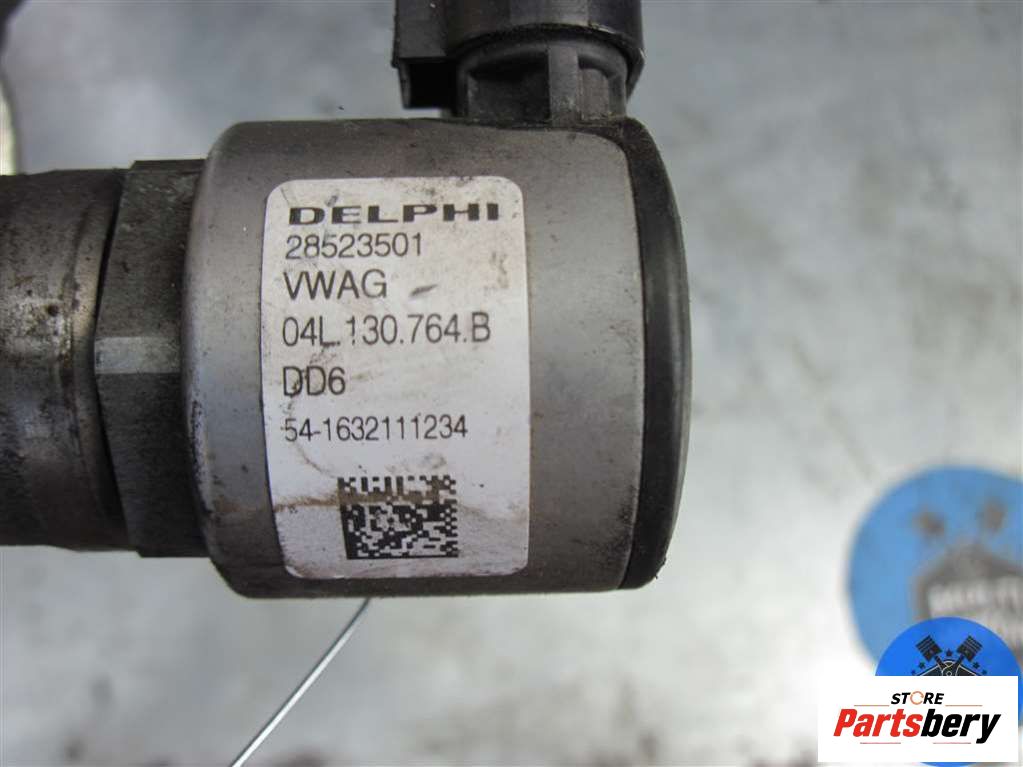 DELPHI
28523501
VWAG
04L.130.764.B
DD6
54-1632111234
STORE
Partsbery